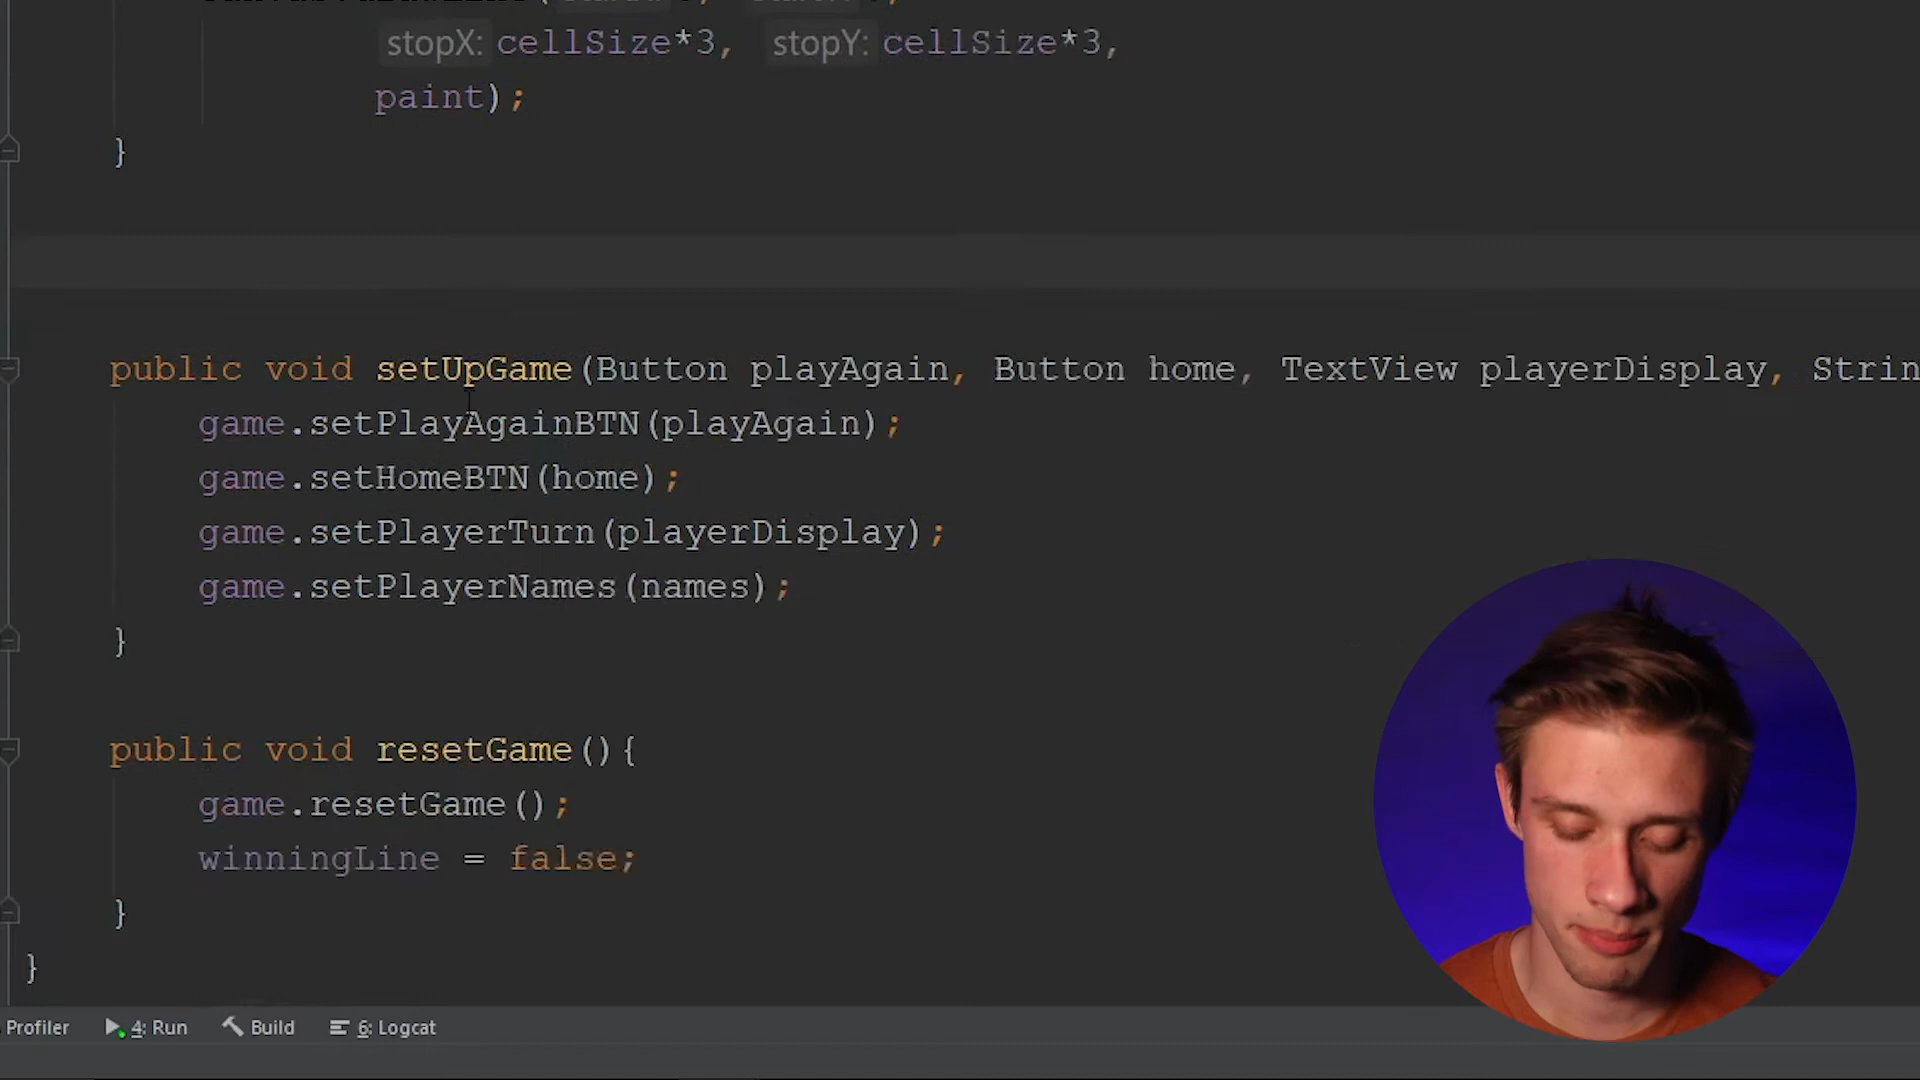 stopX: cellSize*3, stopY: cellSize*3,
paint);
}
public void setUpGame(Button playAgain, Button home, TextView playerDisplay, Strin
game.setPlayAgainBTN(playAgain);
game.setHomeBTN(home);
game.setPlayerTurn(playerDisplay);
game.setPlayerNames(names);
}
public void resetGame(){
game.resetGame();
winningLine = false;
}
}
Profiler 4: Run Build 6: Logcat